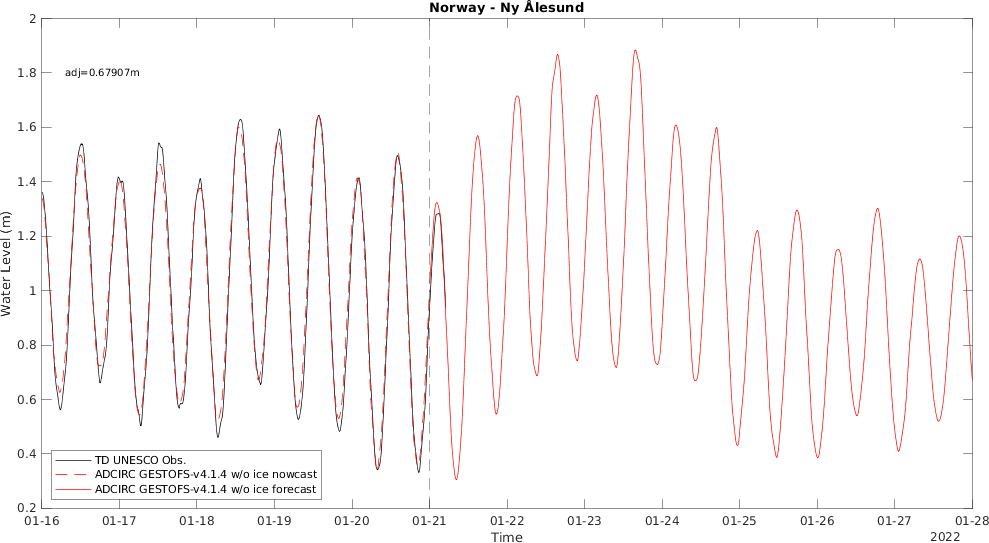 Norway - Ny Ålesund
2
1.8
1.6
1.4
1.2
1
0.8
0.6
0.4
0.2
Water Level (m)
adj=0.67907m
TD UNESCO Obs.
ADCIRC GESTOFS-v4.1.4 w/o ice nowcast
ADCIRC GESTOFS-v4.1.4 w/o ice forecast
01-16 01-17 01-18 01-19 01-20 01-21 01-22 01-23 01-24 01-25 01-26 01-27 01-28
Time
2022